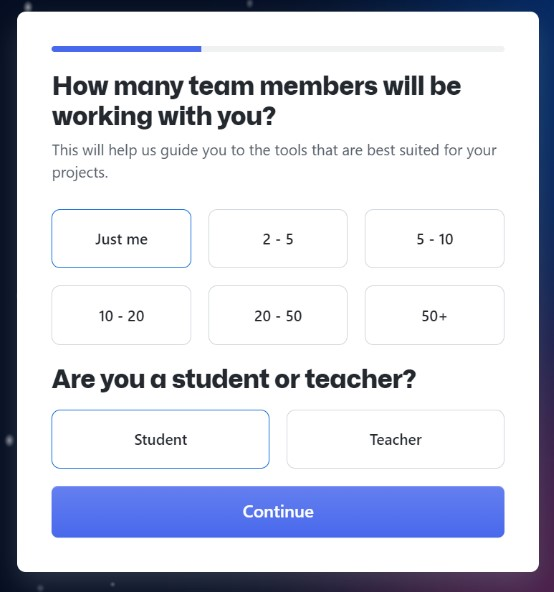 How many team members will be
working with you?
This will help us guide you to the tools that are best suited for your
projects.
Just me
2 - 5
5 - 10
10 - 20
20 - 50
50+
Are you a student or teacher?
Student
Teacher
Continue